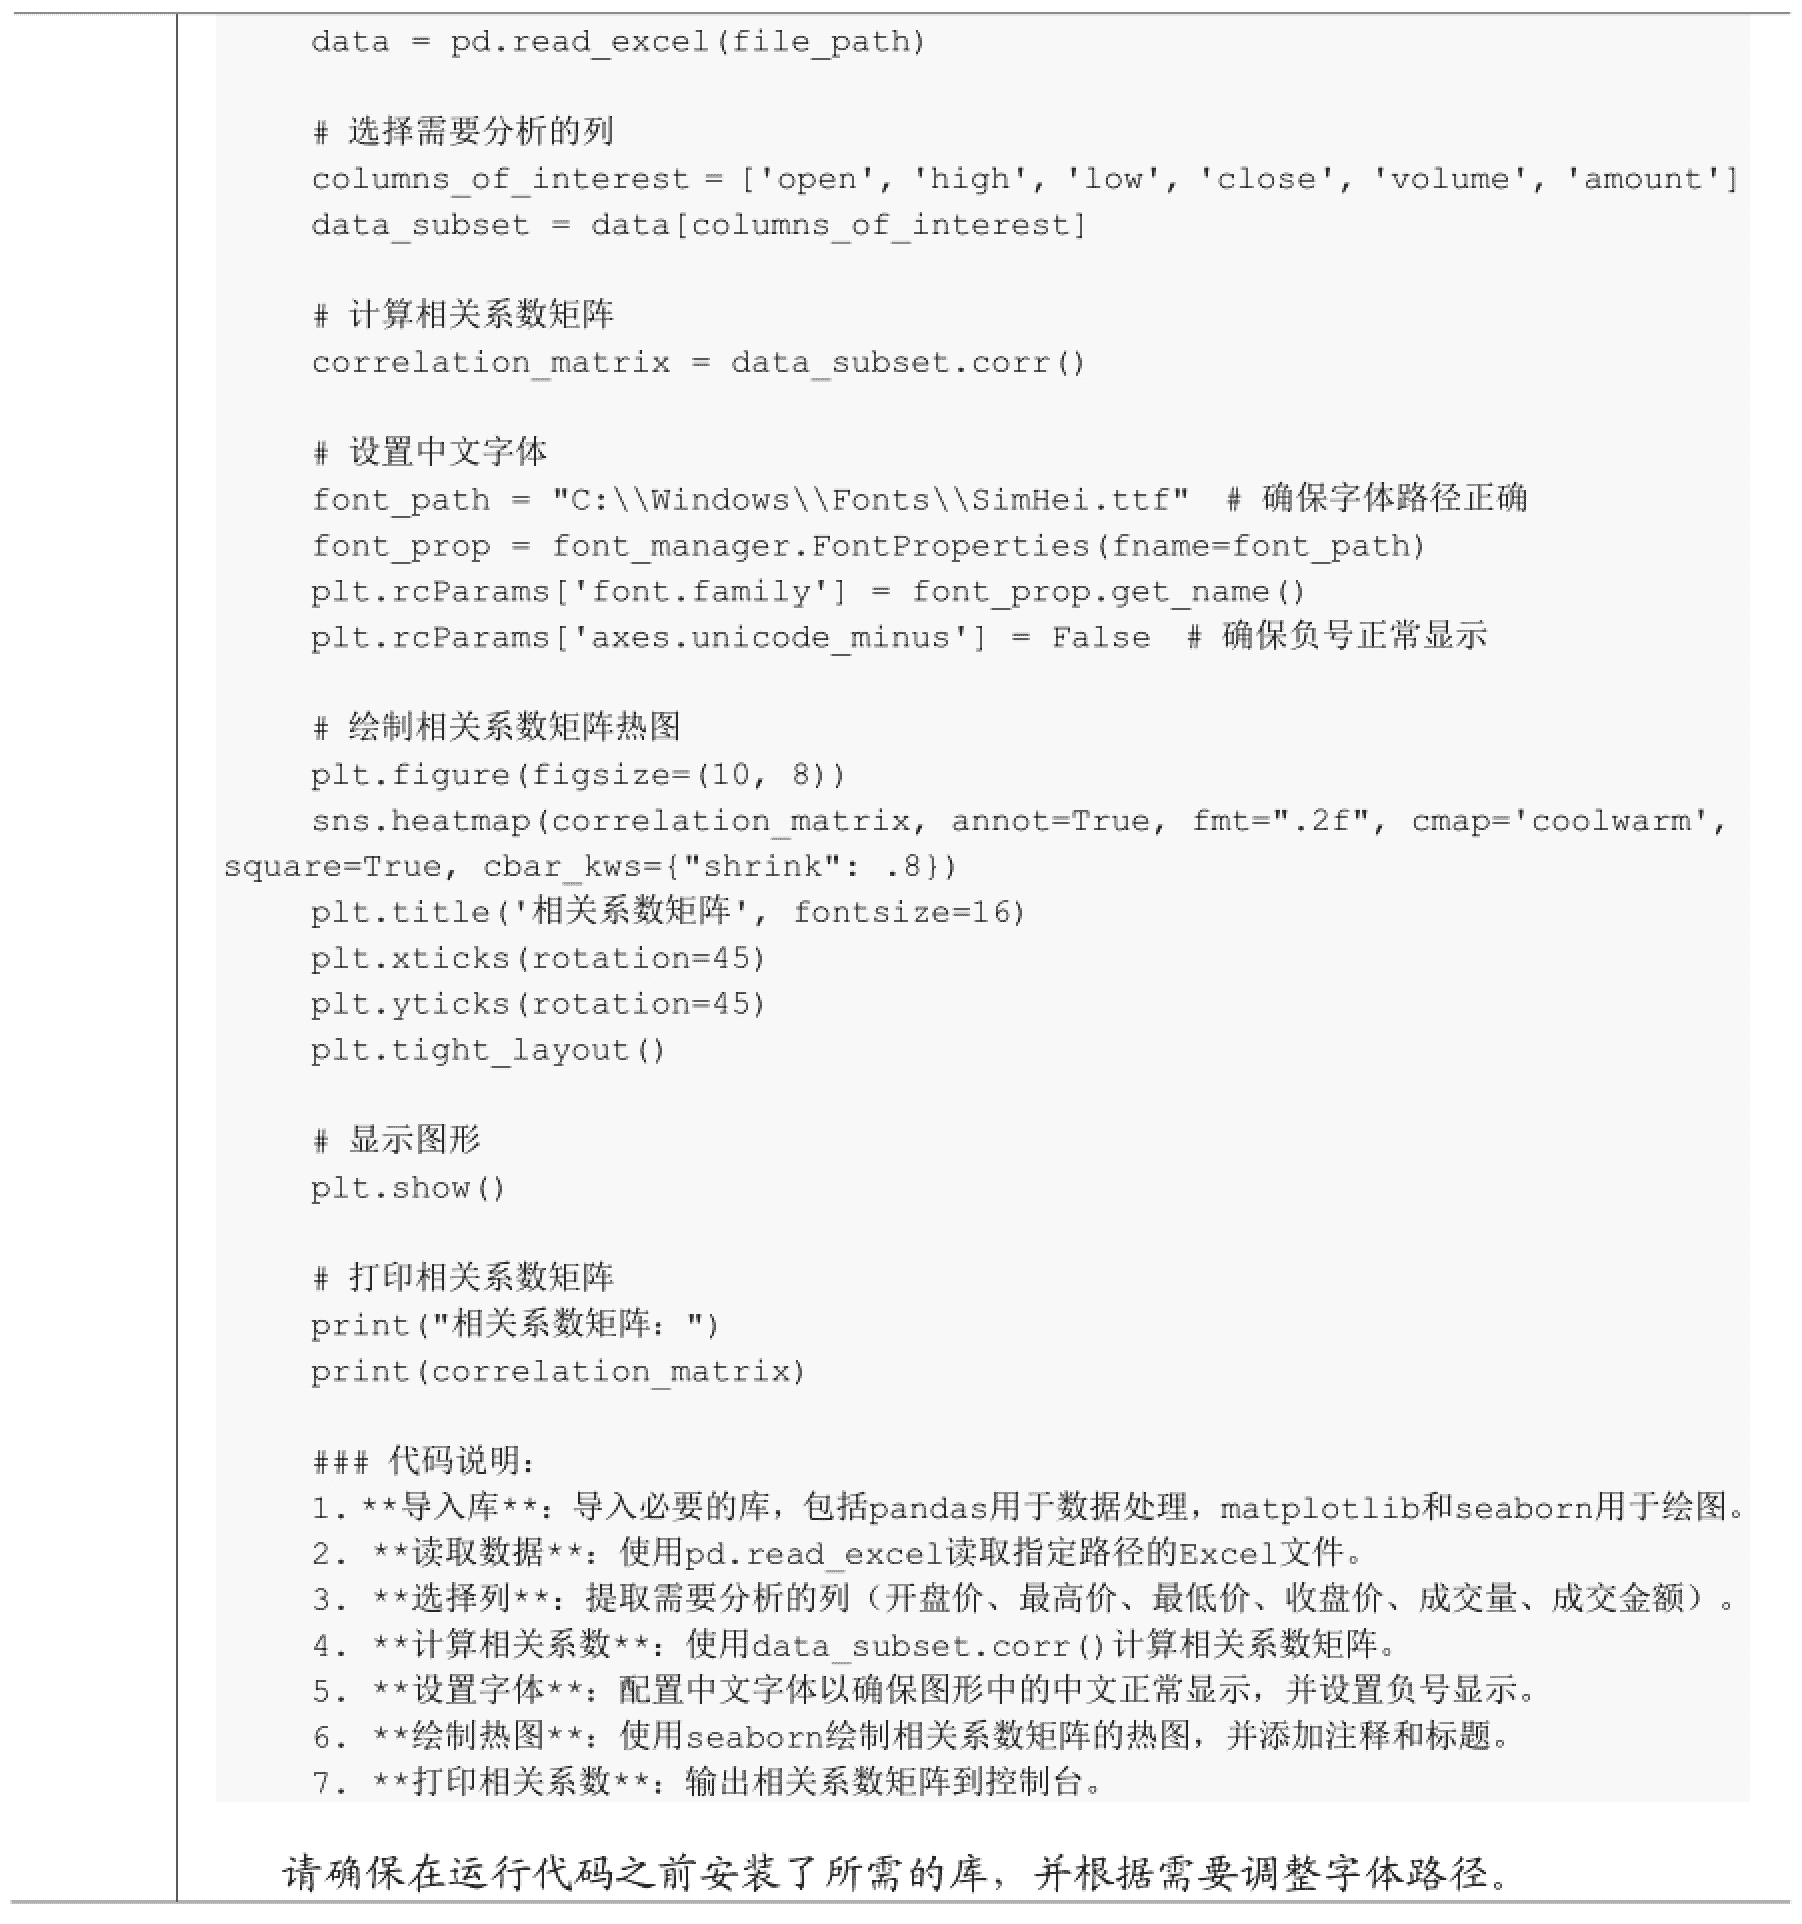 data = pd.read_excel(file_path)
# 选择需要分析的列
columns_of_interest = ['open', 'high', 'low', 'close', 'volume', 'amount']
data_subset = data[columns_of_interest]
# 计算相关系数矩阵
correlation_matrix = data_subset.corr()
# 设置中文字体
font_path = "C:\\Windows\\Fonts\\SimHei.ttf"  # 确保字体路径正确
font_prop = font_manager.FontProperties(fname=font_path)
plt.rcParams['font.family'] = font_prop.get_name()
plt.rcParams['axes.unicode_minus'] = False  # 确保负号正常显示
# 绘制相关系数矩阵热图
plt.figure(figsize=(10, 8))
sns.heatmap(correlation_matrix, annot=True, fmt=".2f", cmap='coolwarm',
square=True, cbar_kws={"shrink": .8})
plt.title('相关系数矩阵', fontsize=16)
plt.xticks(rotation=45)
plt.yticks(rotation=45)
plt.tight_layout()
# 显示图形
plt.show()
# 打印相关系数矩阵
print("相关系数矩阵：")
print(correlation_matrix)
### 代码说明：
1. **导入库**：导入必要的库，包括pandas用于数据处理，matplotlib和seaborn用于绘图。
2. **读取数据**：使用pd.read_excel读取指定路径的Excel文件。
3. **选择列**：提取需要分析的列（开盘价、最高价、最低价、收盘价、成交量、成交金额）。
4. **计算相关系数**：使用data_subset.corr()计算相关系数矩阵。
5. **设置字体**：配置中文字体以确保图形中的中文正常显示，并设置负号显示。
6. **绘制热图**：使用seaborn绘制相关系数矩阵的热图，并添加注释和标题。
7. **打印相关系数**：输出相关系数矩阵到控制台。
请确保在运行代码之前安装了所需的库，并根据需要调整字体路径。